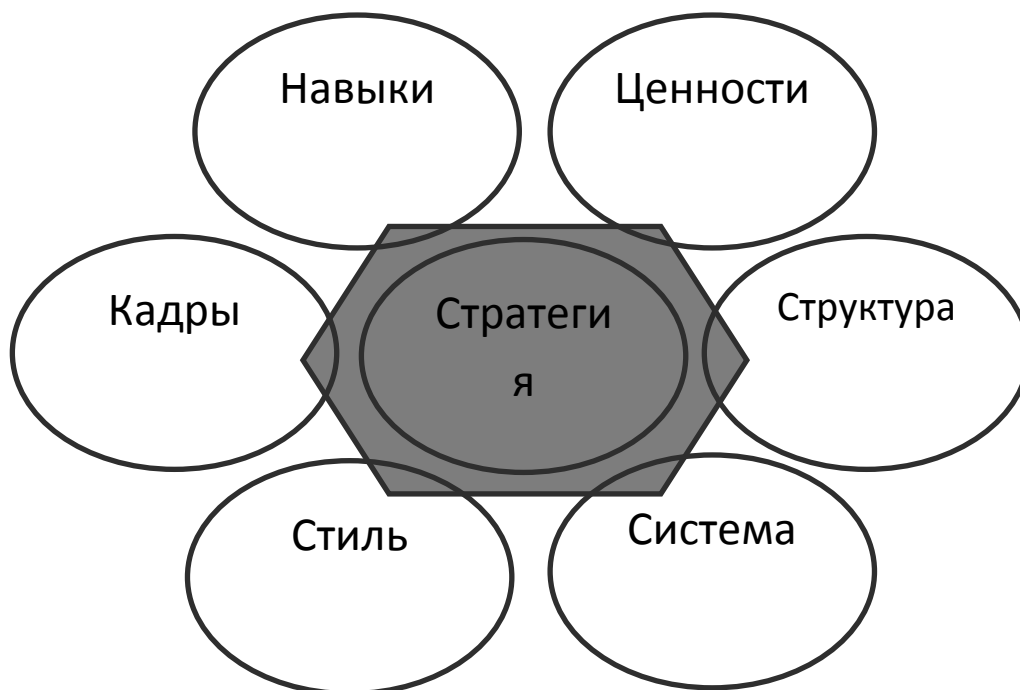 Навыки
Ценности
Кадры
Стратеги
я
Структура
Стиль
Система